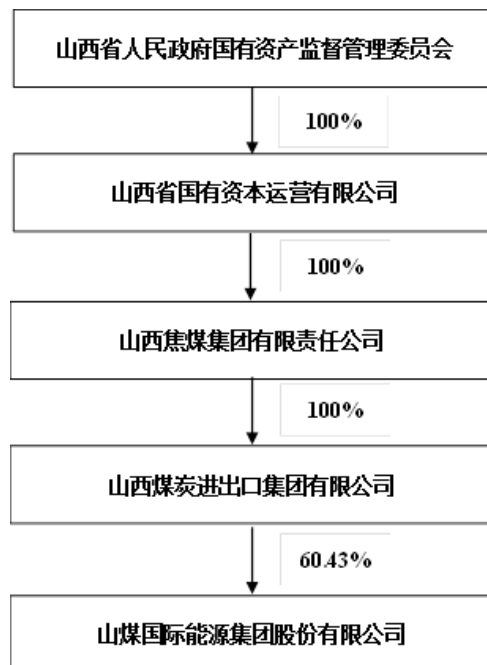 山西省人民政府国有资产监督管理委员会
100%
山西省国有资本运营有限公司
100%
山西焦煤集团有限责任公司
100%
山西煤炭进出口集团有限公司
60.43%
山煤国际能源集团股份有限公司